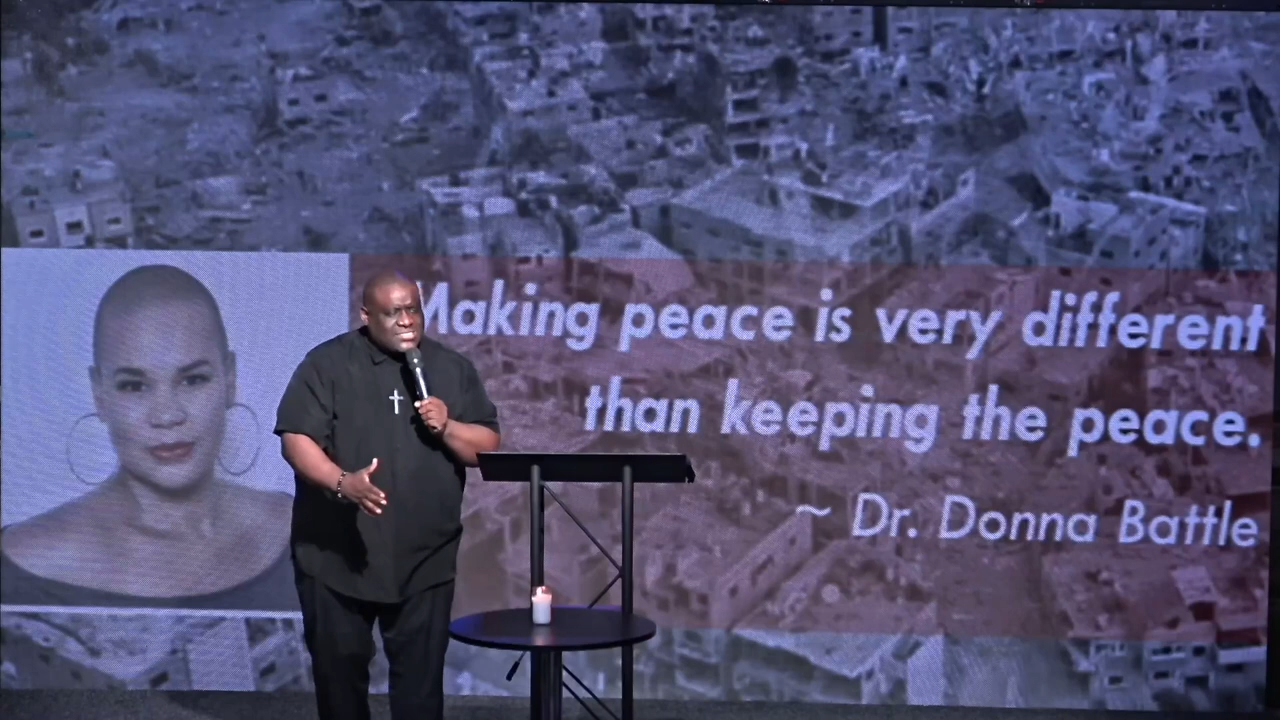 Making peace is very different
than keeping the peace.
~ Dr. Donna Battle